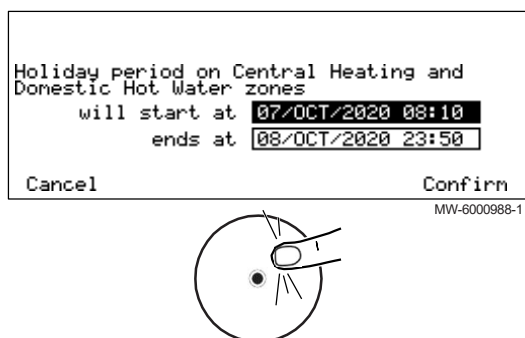 Holiday period on Central Heating and
Domestic Hot Water zones
will start at 07/OCT/2020 08:10
ends at 08/OCT/2020 23:50
Cancel Confirm
MW-6000988-1